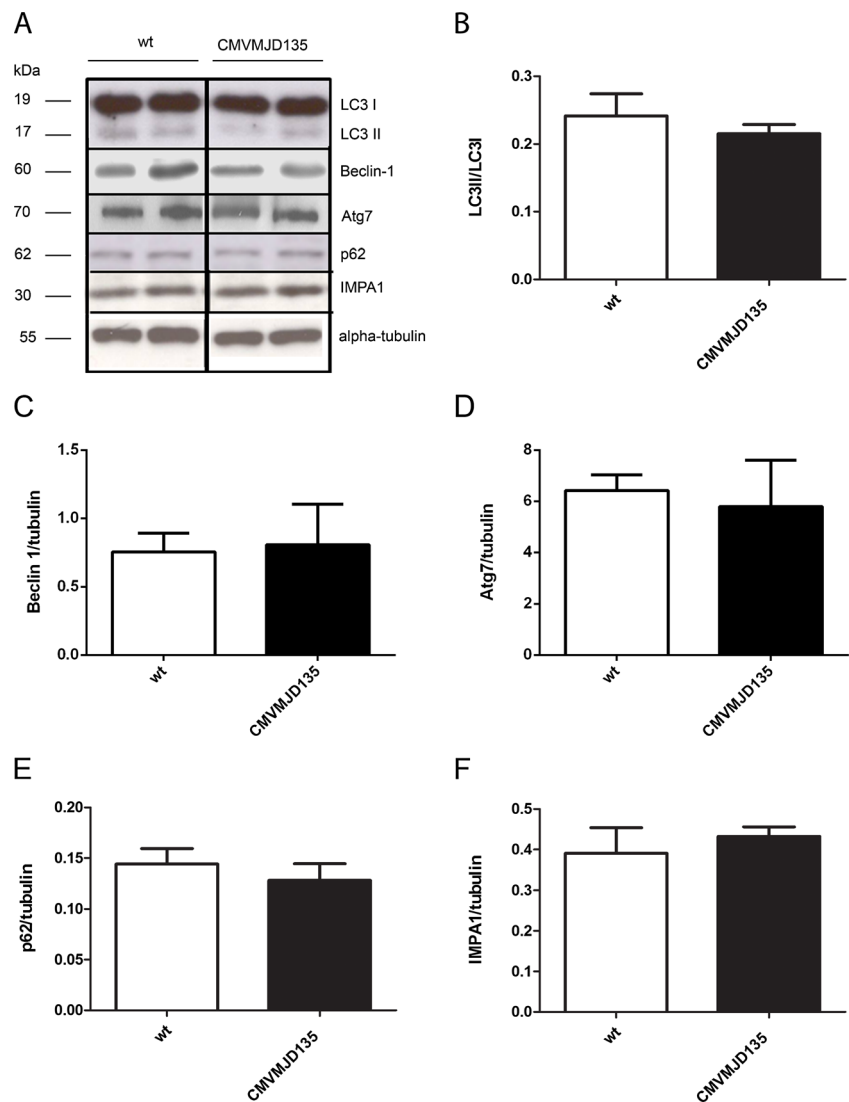 A
wt CMVMJD135
kDa
19 LC3 I
17 LC3 II
60 Beclin-1
70 Atg7
62 p62
30 IMPA1
55 alpha-tubulin
B
LC3II/LC3I
0.3
0.2
0.1
0.0
wt
CMVMJD135
C
Beclin 1/tubulin
1.5
1.0
0.5
0.0
wt
CMVMJD135
D
Atg7/tubulin
8
6
4
2
0
wt
CMVMJD135
E
p62/tubulin
0.20
0.15
0.10
0.05
0.00
wt
CMVMJD135
F
IMPA1/tubulin
0.5
0.4
0.3
0.2
0.1
0.0
wt
CMVMJD135